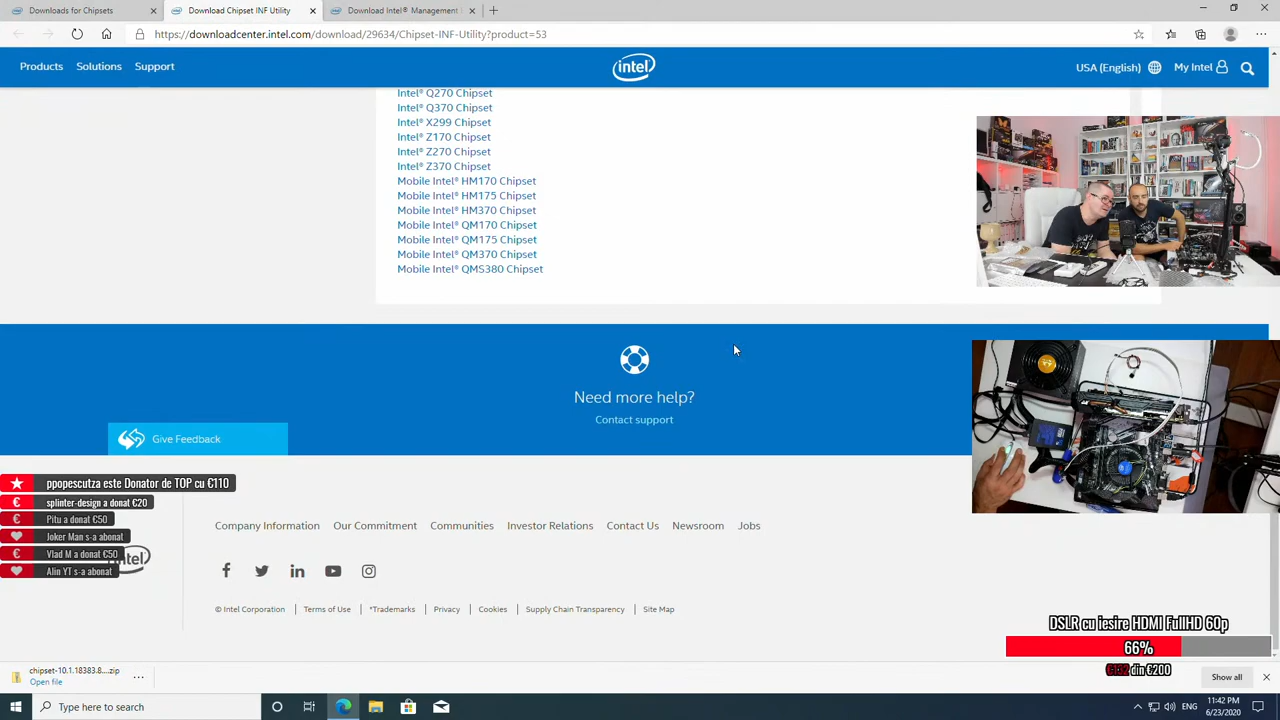 Downloads for Chipsets
Download Chipset INF Utility
Download Intel® Management
https://downloadcenter.intel.com/download/29634/Chipset-INF-Utility?product=53
Products
Solutions
Support
intel
USA (English)
My Intel
Intel® Q270 Chipset
Intel® Q370 Chipset
Intel® X299 Chipset
Intel® Z170 Chipset
Intel® Z270 Chipset
Intel® Z370 Chipset
Mobile Intel® HM170 Chipset
Mobile Intel® HM175 Chipset
Mobile Intel® HM370 Chipset
Mobile Intel® QM170 Chipset
Mobile Intel® QM175 Chipset
Mobile Intel® QM370 Chipset
Mobile Intel® QMS380 Chipset
Need more help?
Contact support
Give Feedback
ppopescutza este Donator de TOP cu €110
splinter-design a donat €20
Pitu a donat €50
Joker Man s-a abonat
Vlad M a donat €50
Alin YT s-a abonat
intel
Company Information
Our Commitment
Communities
Investor Relations
Contact Us
Newsroom
Jobs
© Intel Corporation
Terms of Use
*Trademarks
Privacy
Cookies
Supply Chain Transparency
Site Map
DSLR cu iesire HDMI FullHD 60p
66%
€132 din €200
chipset-10.1.18383.8....zip
Open file
Show all
Type here to search
ENG
11:42 PM
6/23/2020